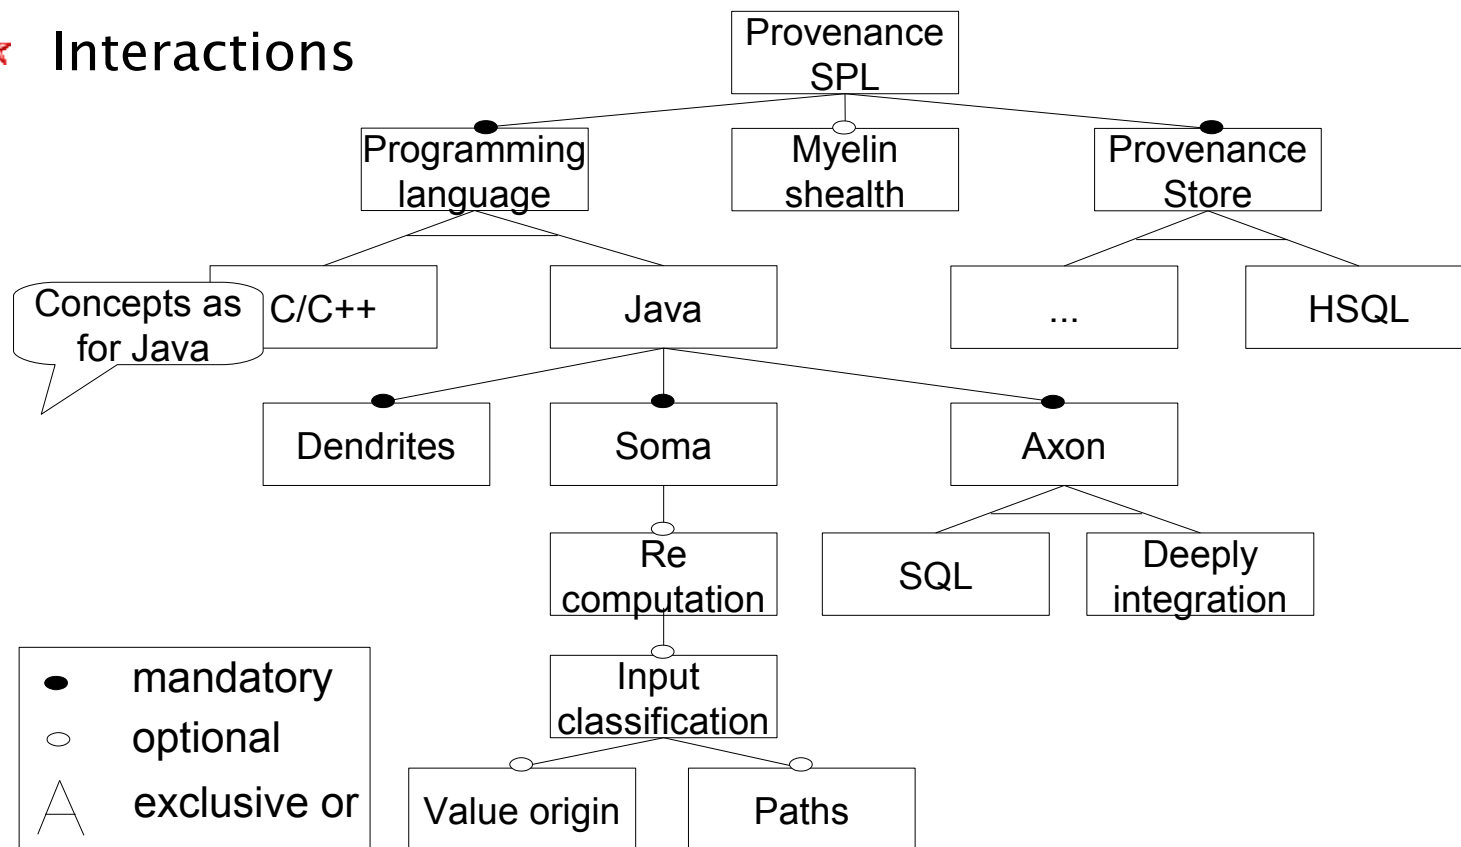 Interactions
Provenance
SPL
Programming
language
Myelin
shealth
Provenance
Store
Concepts as
for Java
C/C++
Java
...
HSQL
Dendrites
Soma
Axon
Re
computation
SQL
Deeply
integration
Input
classification
Value origin
Paths
mandatory
optional
exclusive or